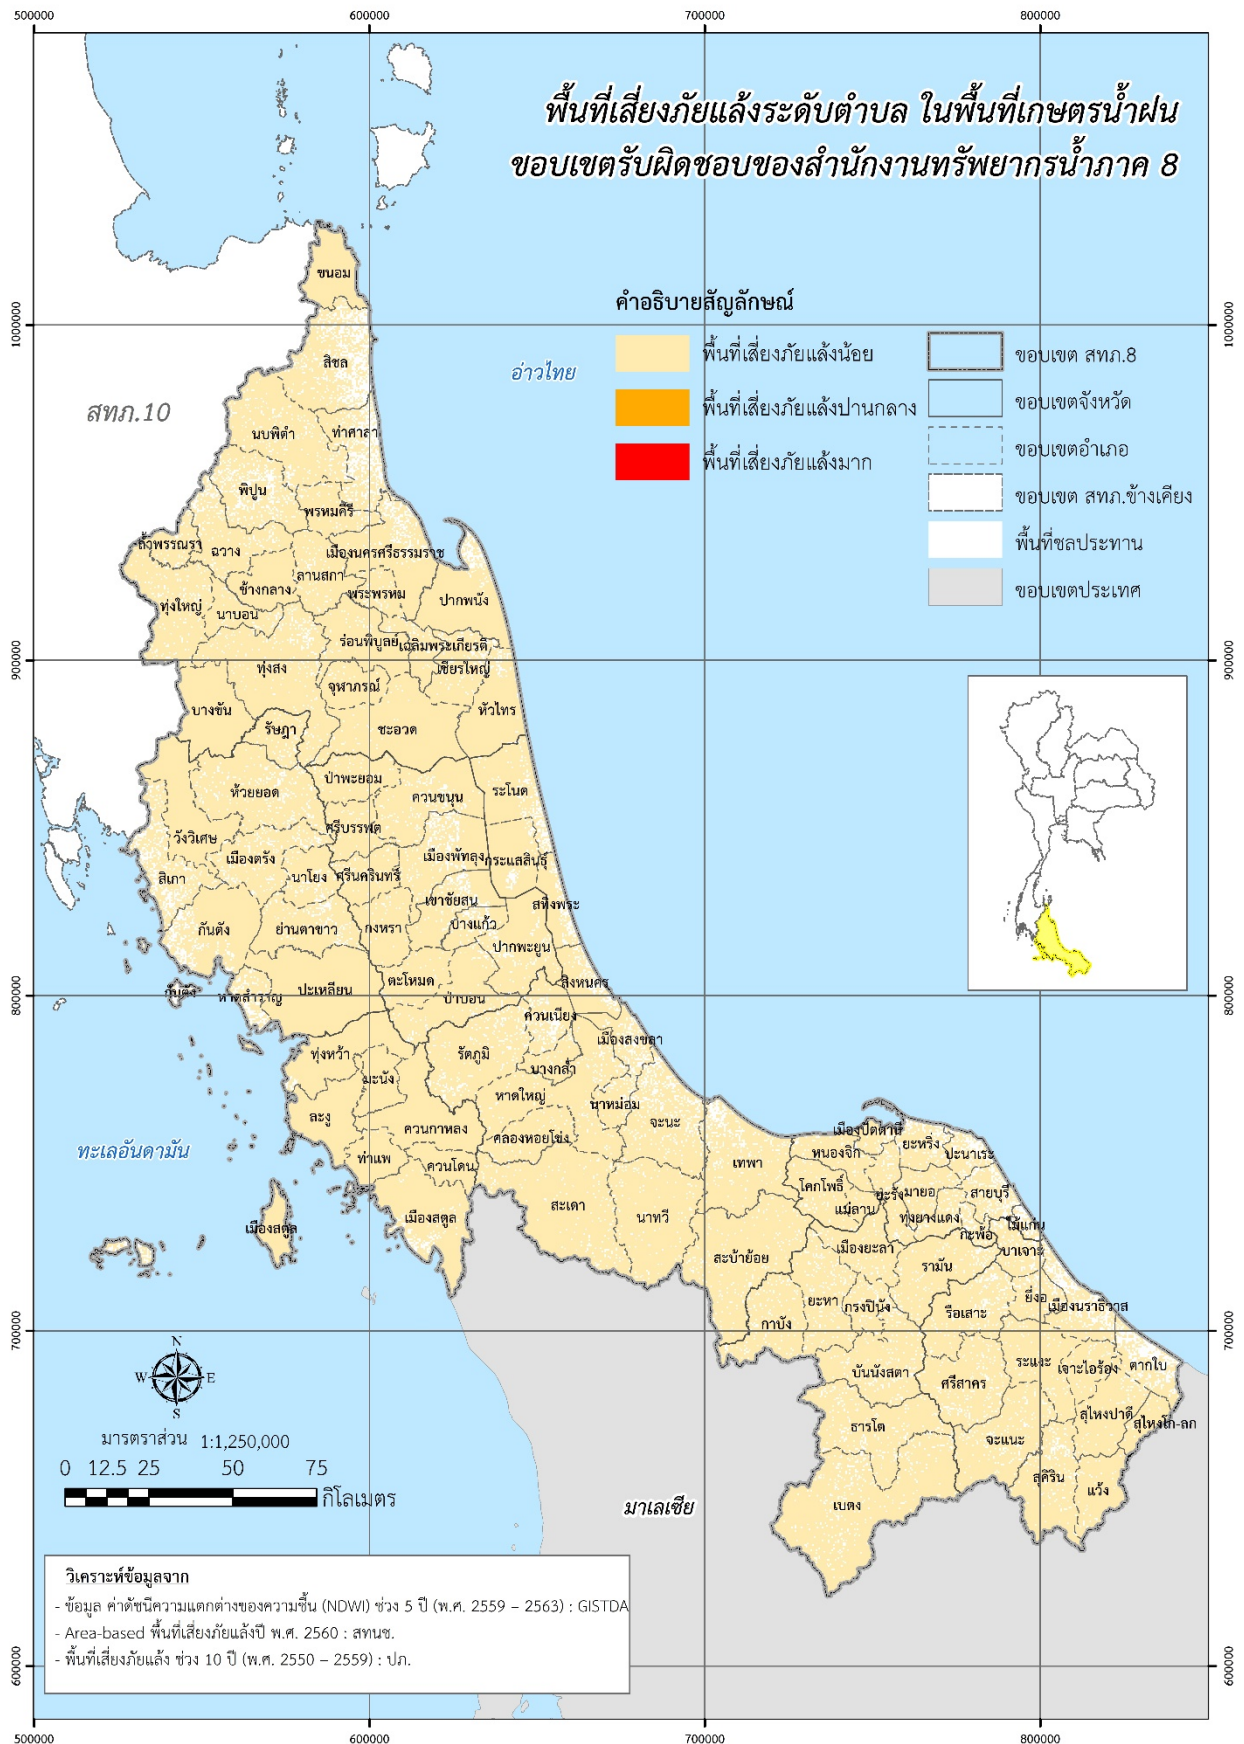 500000 600000 700000 800000
พื้นที่เสี่ยงภัยแล้งระดับตำบล ในพื้นที่เกษตรน้ำฝน
ขอบเขตรับผิดชอบของสำนักงานทรัพยากรน้ำภาค 8
คำอธิบายสัญลักษณ์
พื้นที่เสี่ยงภัยแล้งน้อย
พื้นที่เสี่ยงภัยแล้งปานกลาง
พื้นที่เสี่ยงภัยแล้งมาก
ขอบเขต สทภ.8
ขอบเขตจังหวัด
ขอบเขตอำเภอ
ขอบเขต สทภ.ข้างเคียง
พื้นที่ชลประทาน
ขอบเขตประเทศ
1000000 1000000
900000 900000
800000 800000
700000 700000
600000 600000
อ่าวไทย
สทภ.10
ขนอม
สิชล
นบพิตำ
ท่าศาลา
พิปูน
พรหมคีรี
ถ้ำพรรณรา
ฉวาง
เมืองนครศรีธรรมราช
ลานสกา
ช้างกลาง
พระพรหม
ปากพนัง
ทุ่งใหญ่
นาบอน
ร่อนพิบูลย์
เฉลิมพระเกียรติ
ทุ่งสง
เชียรใหญ่
จุฬาภรณ์
บางขัน
หัวไทร
รัษฎา
ชะอวด
ป่าพะยอม
ห้วยยอด
ควนขนุน
ระโนด
ศรีบรรพต
วังวิเศษ
เมืองตรัง
เมืองพัทลุง
กระแสสินธุ์
สิเกา
นาโยง
ศรีนครินทร์
เขาชัยสน
สทิงพระ
กันตัง
ย่านตาขาว
กงหรา
บางแก้ว
ปากพะยูน
กันตัง
หาดสำราญ
ปะเหลียน
ตะโหมด
ป่าบอน
สิงหนคร
ควนเนียง
เมืองสงขลา
ทุ่งหว้า
รัตภูมิ
มะนัง
บางกล่ำ
หาดใหญ่
นาหม่อม
ละงู
ควนกาหลง
คลองหอยโข่ง
จะนะ
ท่าแพ
ควนโดน
เทพา
เมืองปัตตานี
หนองจิก
ยะหริ่ง
ปะนาเระ
โคกโพธิ์
ยะรัง
มายอ
สายบุรี
แม่ลาน
ทุ่งยางแดง
ไม้แก่น
กะพ้อ
เมืองสตูล
เมืองสตูล
สะเดา
นาทวี
สะบ้าย้อย
เมืองยะลา
บาเจาะ
รามัน
ยะหา
กรงปินัง
ยี่งอ
เมืองนราธิวาส
กาบัง
รือเสาะ
ระแงะ
เจาะไอร้อง
ตากใบ
บันนังสตา
ศรีสาคร
สุไหงปาดี
สุไหงโก-ลก
ธารโต
จะแนะ
สุคิริน
แว้ง
เบตง
ทะเลอันดามัน
มาเลเซีย
N
W E
S
มาตราส่วน 1:1,250,000
0 12.5 25 50 75
กิโลเมตร
วิเคราะห์ข้อมูลจาก
- ข้อมูล ค่าดัชนีความแตกต่างของความชื้น (NDWI) ช่วง 5 ปี (พ.ศ. 2559 – 2563) : GISTDA
- Area-based พื้นที่เสี่ยงภัยแล้งปี พ.ศ. 2560 : สทนช.
- พื้นที่เสี่ยงภัยแล้ง ช่วง 10 ปี (พ.ศ. 2550 – 2559) : ปภ.
500000 600000 700000 800000